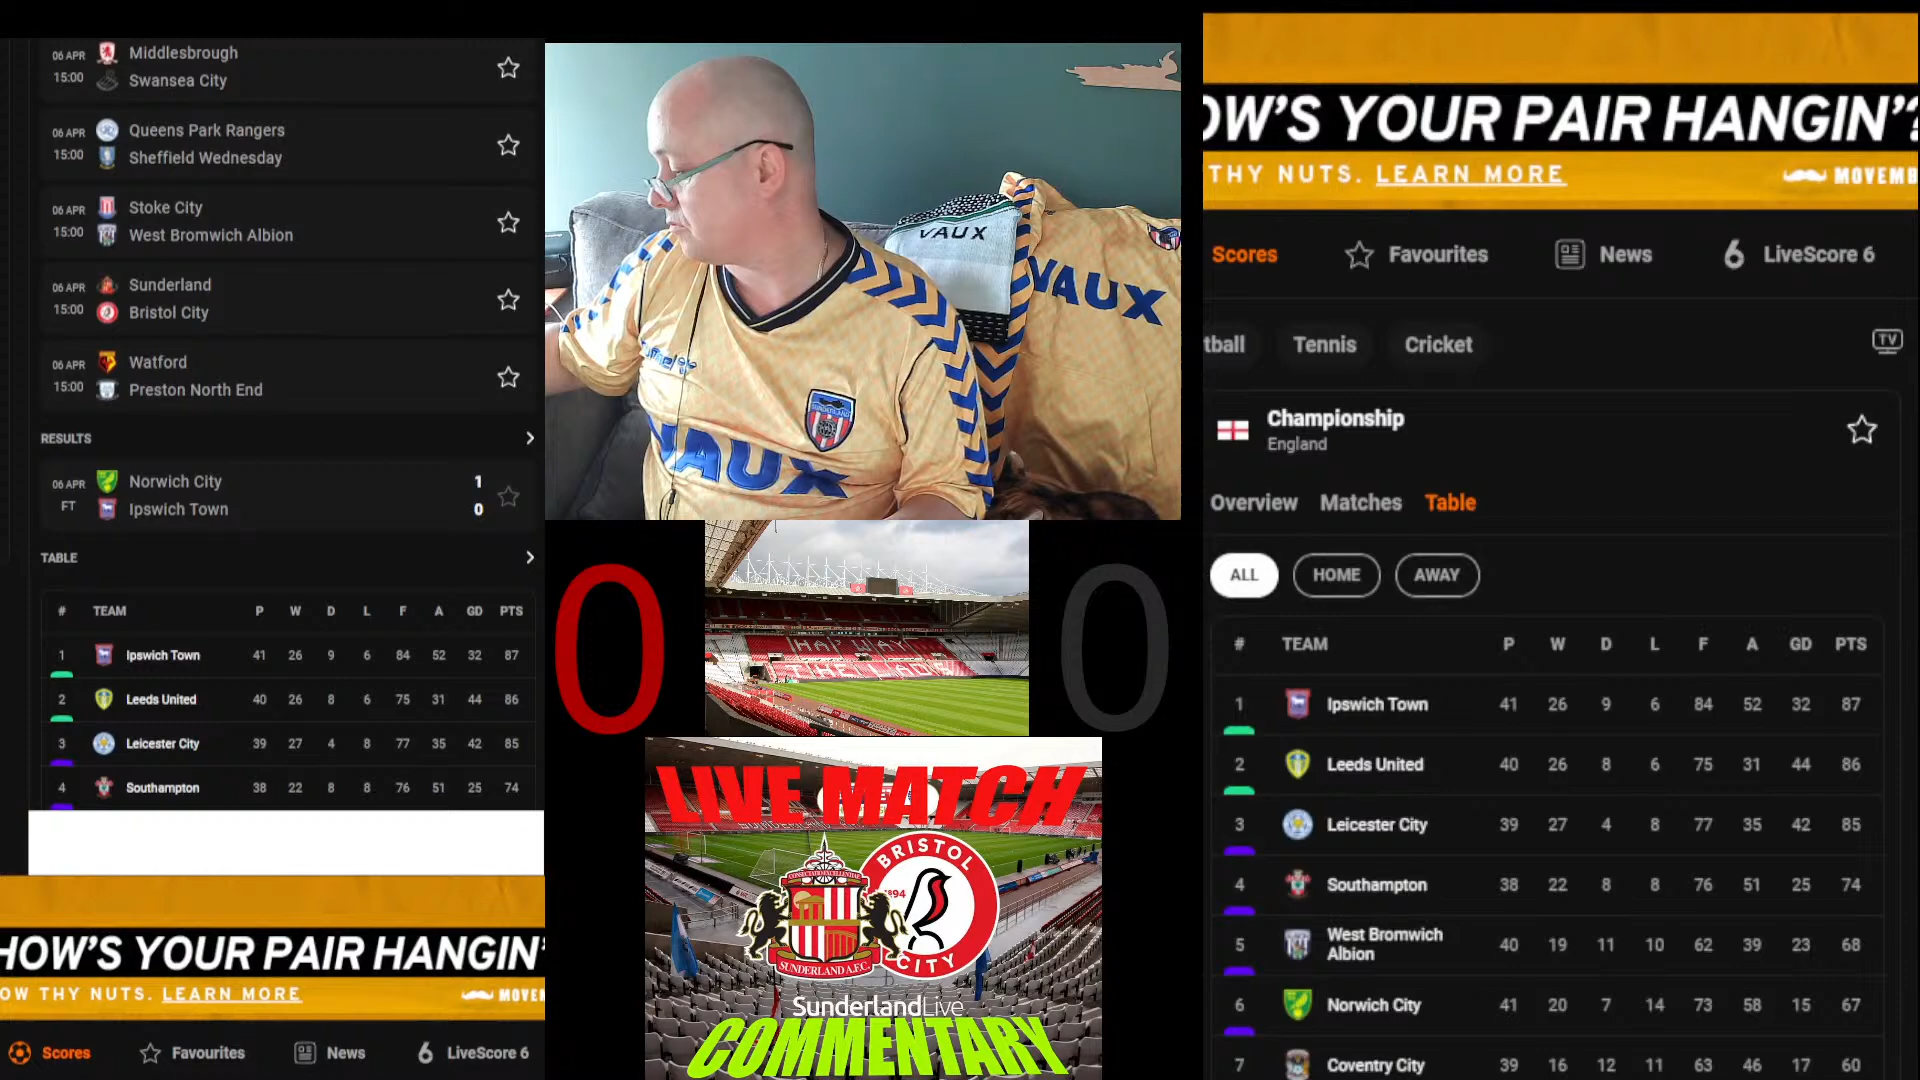 06 APR
15:00
Middlesbrough
Swansea City
06 APR
15:00
Queens Park Rangers
Sheffield Wednesday
06 APR
15:00
Stoke City
West Bromwich Albion
06 APR
15:00
Sunderland
Bristol City
06 APR
15:00
Watford
Preston North End
RESULTS
06 APR
FT
Norwich City 1
Ipswich Town 0
TABLE
# TEAM P W D L F A GD PTS
1 Ipswich Town 41 26 9 6 84 52 32 87
2 Leeds United 40 26 8 6 75 31 44 86
3 Leicester City 39 27 4 8 77 35 42 85
4 Southampton 38 22 8 8 76 51 25 74
HOW'S YOUR PAIR HANGIN'
OW THY NUTS. LEARN MORE
MOVEM
Scores Favourites News 6 LiveScore 6
VAUX
VAUX
VAUX
SUNDERLAND
0 0
THA WAY
THE LADS
LIVE MATCH
SUNDERLAND
CONSECTATIO EXCELLENTIAE
SUNDERLAND A.F.C
BRISTOL
1894
CITY
SunderlandLive
COMMENTARY
OW'S YOUR PAIR HANGIN'?
THY NUTS. LEARN MORE
MOVEMB
Scores Favourites News 6 LiveScore 6
tball Tennis Cricket
TV
Championship
England
Overview Matches Table
ALL HOME AWAY
# TEAM P W D L F A GD PTS
1 Ipswich Town 41 26 9 6 84 52 32 87
2 Leeds United 40 26 8 6 75 31 44 86
3 Leicester City 39 27 4 8 77 35 42 85
4 Southampton 38 22 8 8 76 51 25 74
5 West Bromwich
Albion 40 19 11 10 62 39 23 68
6 Norwich City 41 20 7 14 73 58 15 67
7 Coventry City 39 16 12 11 63 46 17 60